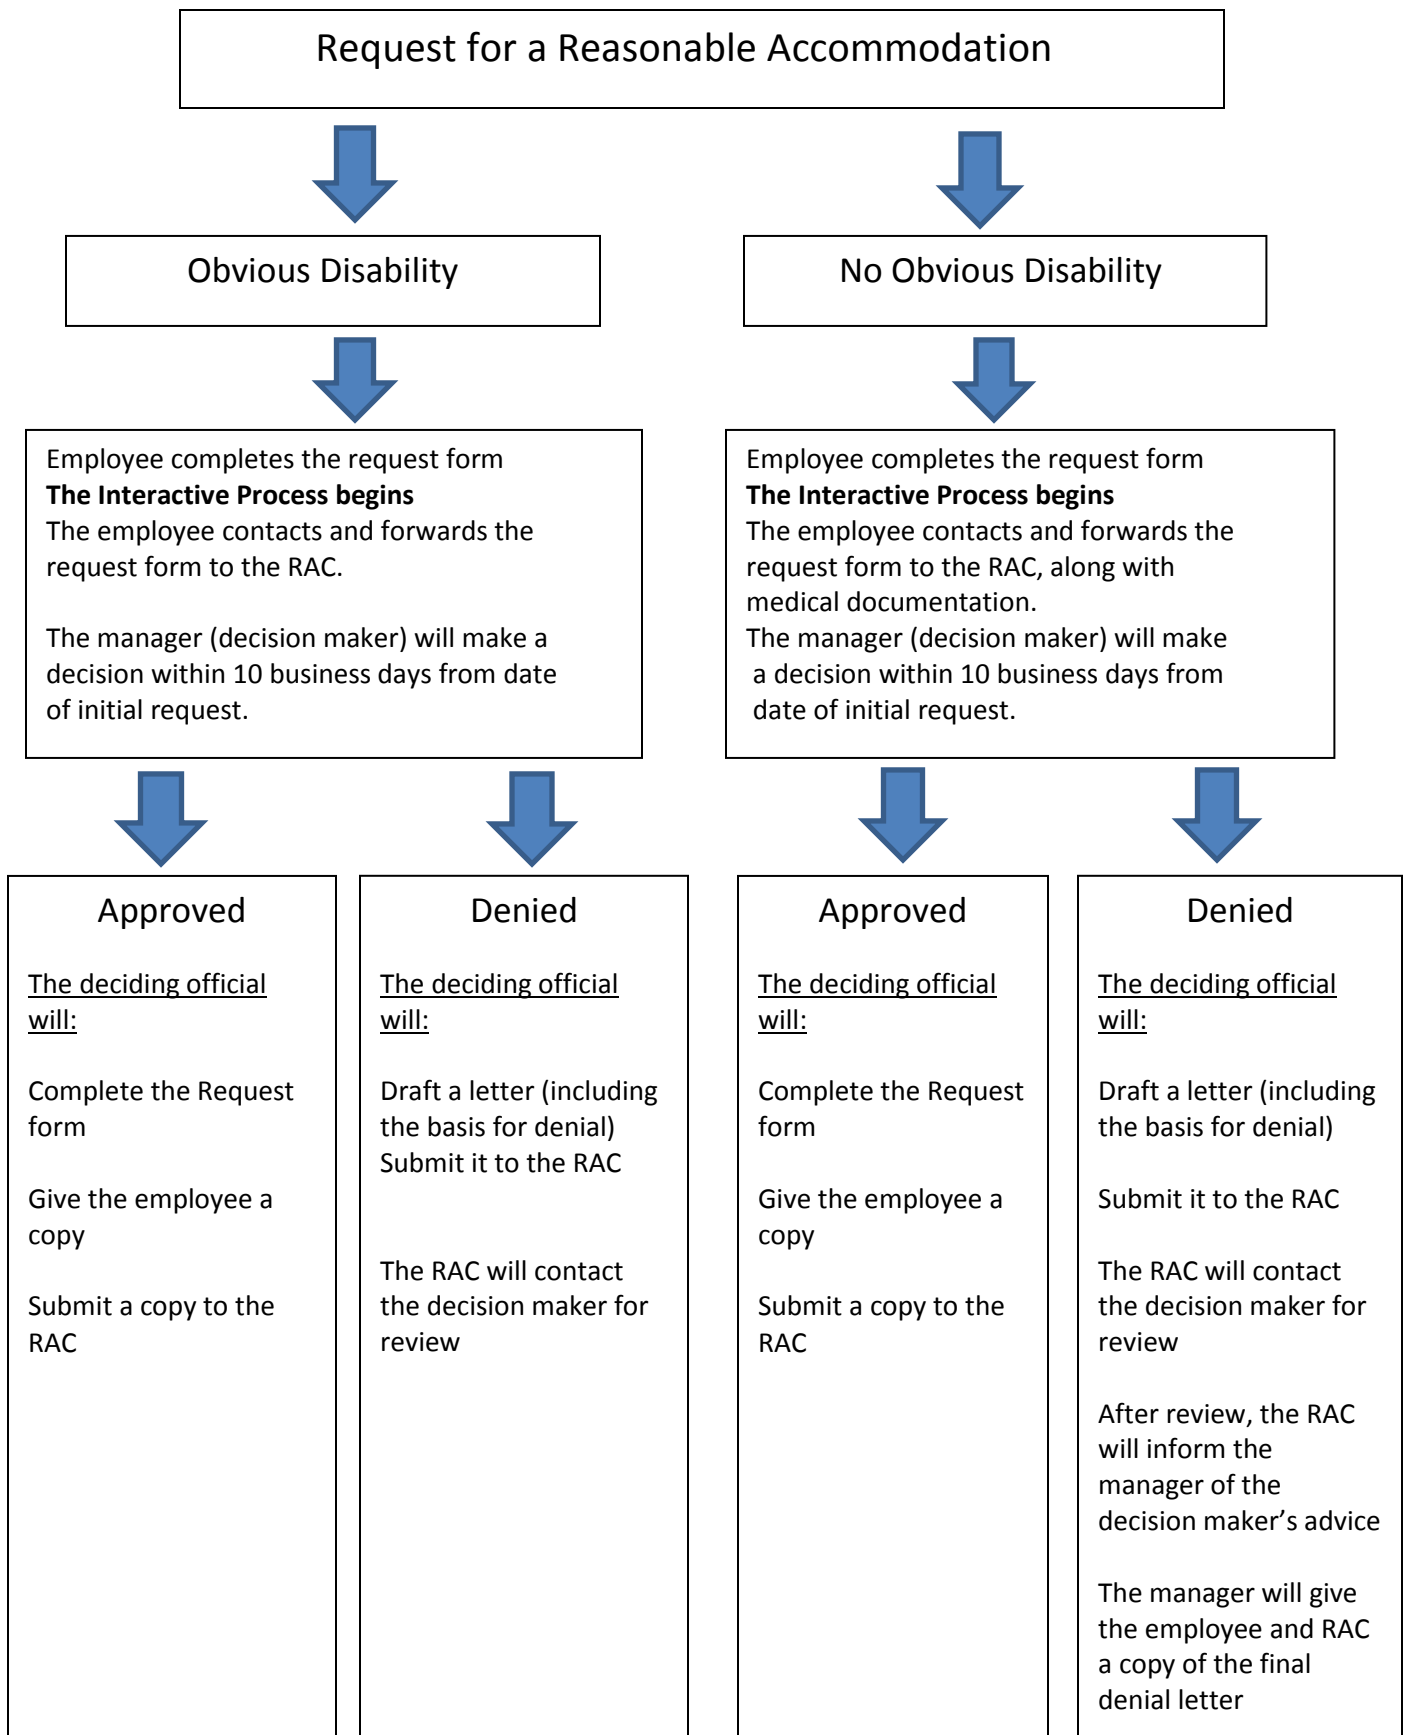 Request for a Reasonable Accommodation
Obvious Disability
No Obvious Disability
Employee completes the request form
The Interactive Process begins
The employee contacts and forwards the
request form to the RAC.
The manager (decision maker) will make a
decision within 10 business days from date
of initial request.
Employee completes the request form
The Interactive Process begins
The employee contacts and forwards the
request form to the RAC, along with
medical documentation.
The manager (decision maker) will make
a decision within 10 business days from
date of initial request.
Approved
The deciding official
will:
Complete the Request
form
Give the employee a
copy
Submit a copy to the
RAC
Denied
The deciding official
will:
Draft a letter (including
the basis for denial)
Submit it to the RAC
The RAC will contact
the decision maker for
review
Approved
The deciding official
will:
Complete the Request
form
Give the employee a
copy
Submit a copy to the
RAC
Denied
The deciding official
will:
Draft a letter (including
the basis for denial)
Submit it to the RAC
The RAC will contact
the decision maker for
review
After review, the RAC
will inform the
manager of the
decision maker’s advice
The manager will give
the employee and RAC
a copy of the final
denial letter